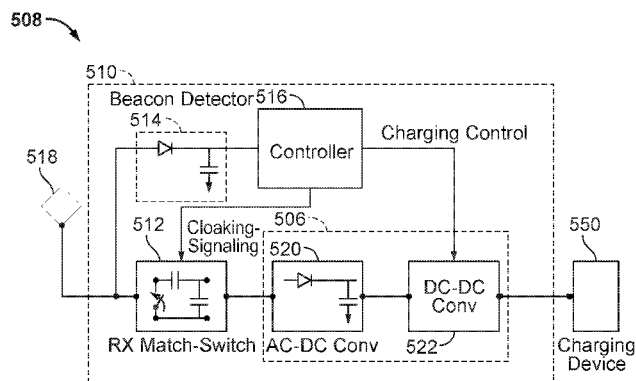 508
510
Beacon Detector
514
516
Controller
Charging Control
518
512
Cloaking-
Signaling
506
520
550
DC-DC
Conv
RX Match-Switch
AC-DC Conv
522
Charging
Device